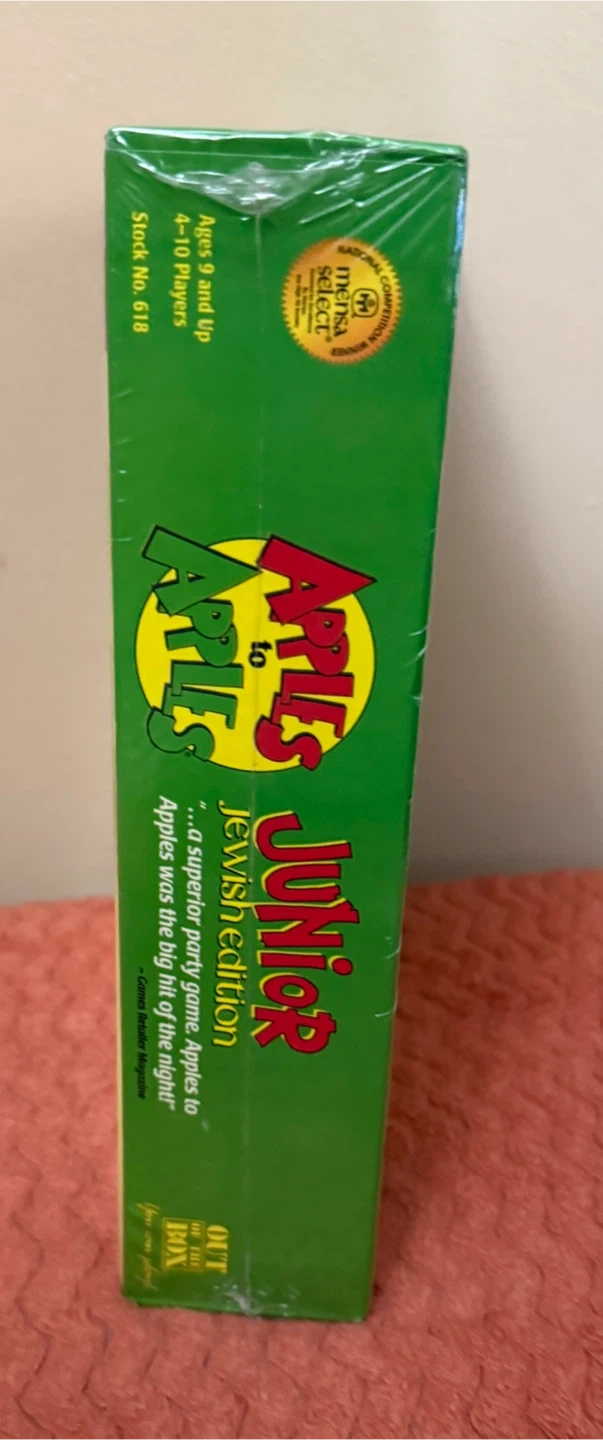 Ages 9 and Up
4–10 Players
Stock No. 618
NATIONAL COMPETITION WINNER
mensa
select®
APPLES
to
APPLES®
JUNIOR
jewish edition
"...a superior party game. Apples to
Apples was the big hit of the night!"
– Games Retailer Magazine
OUT
OF THE
BOX